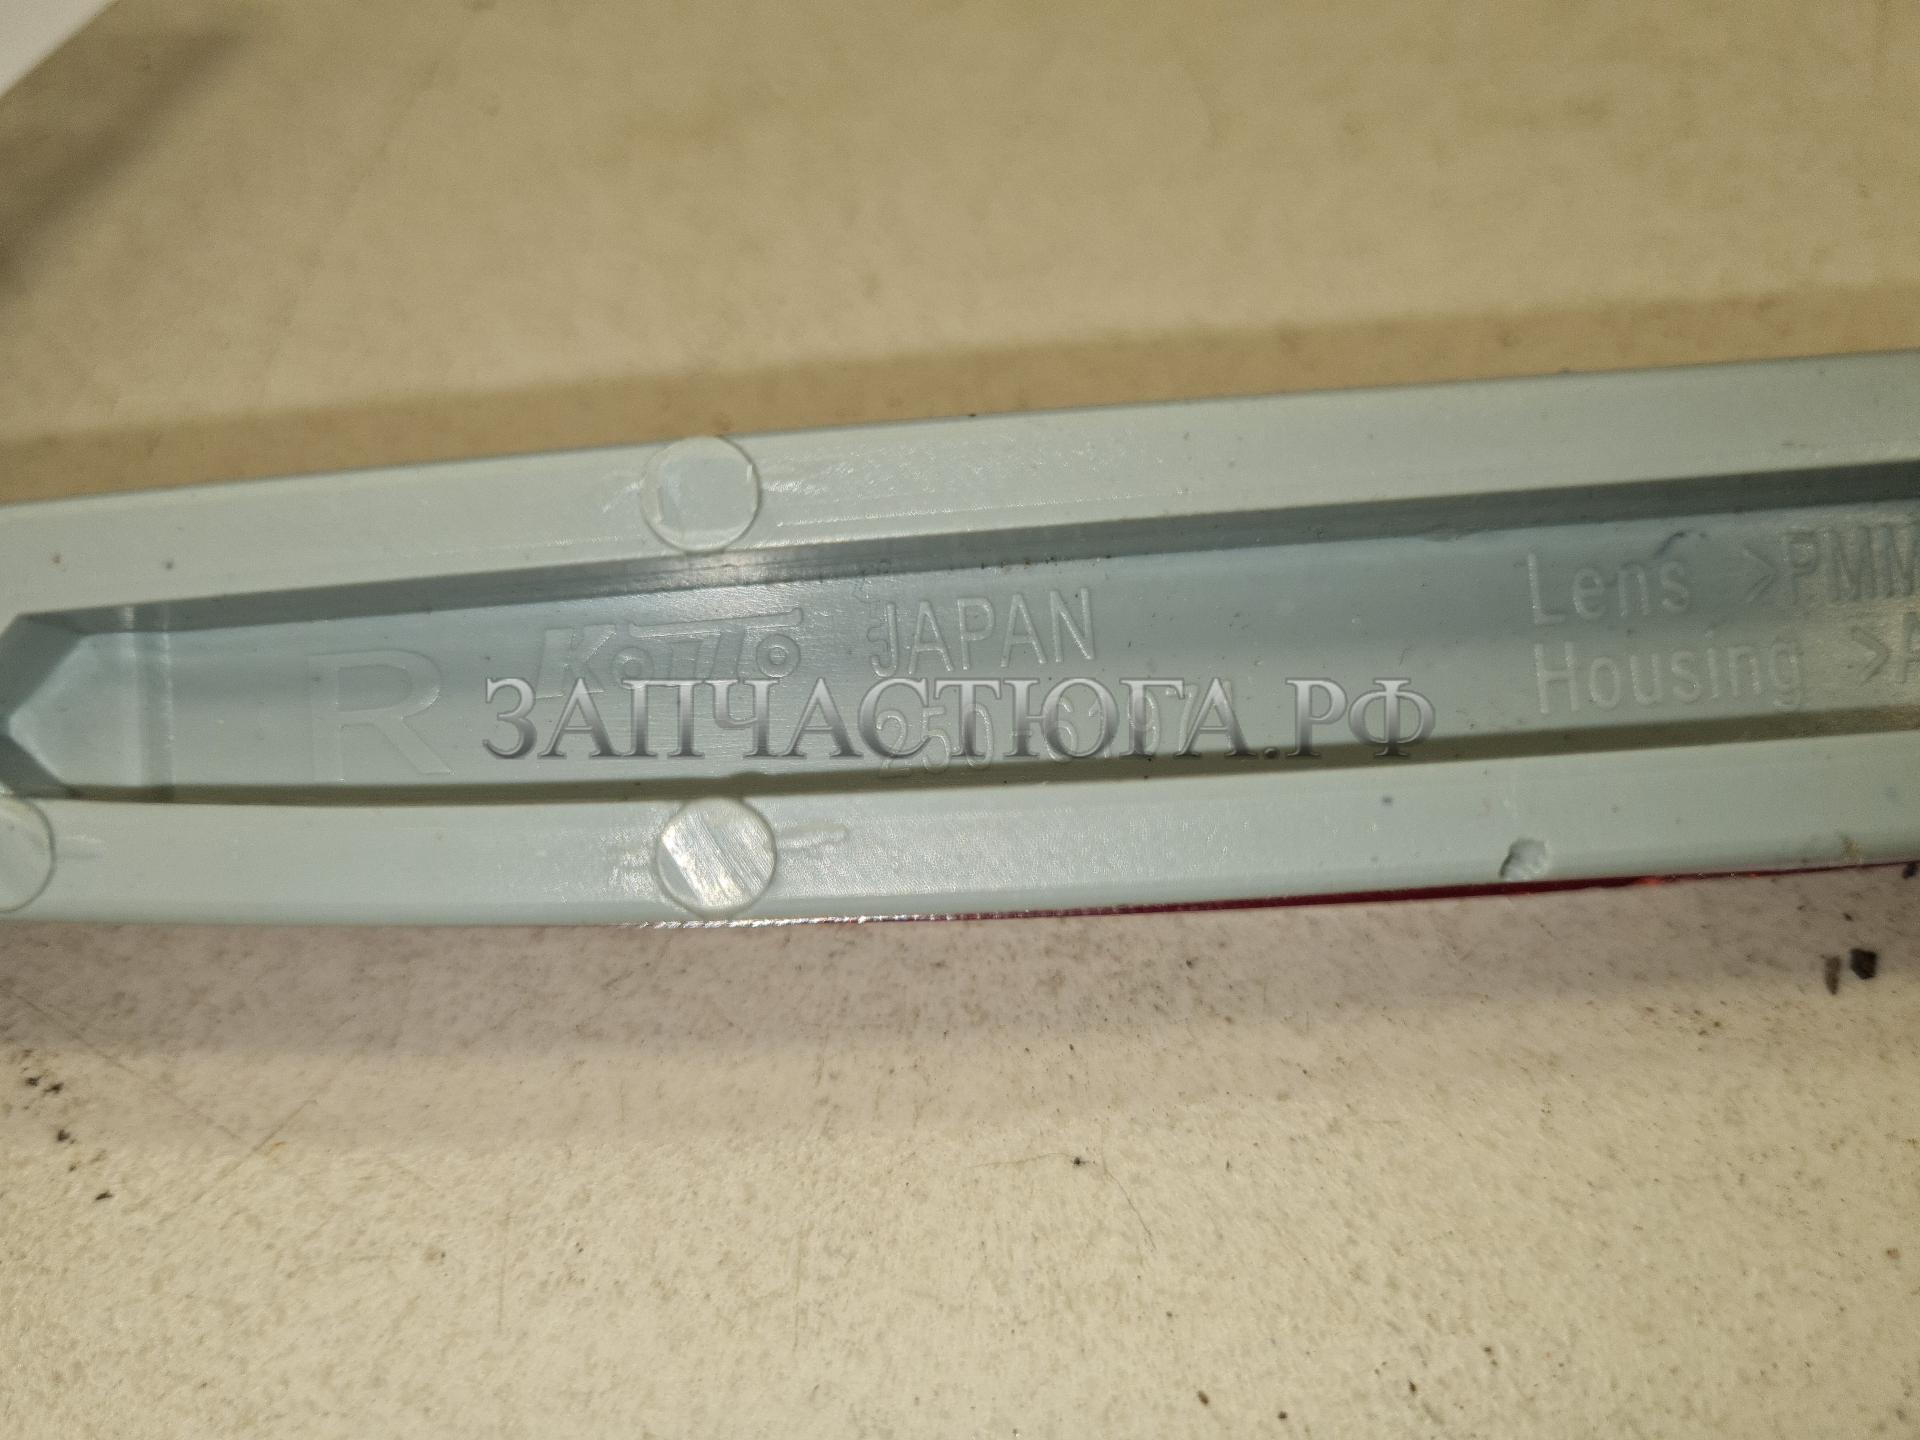 R
KOITO
JAPAN
Lens >PMM
Housing >A
ЗАПЧАСТЮГА.РФ